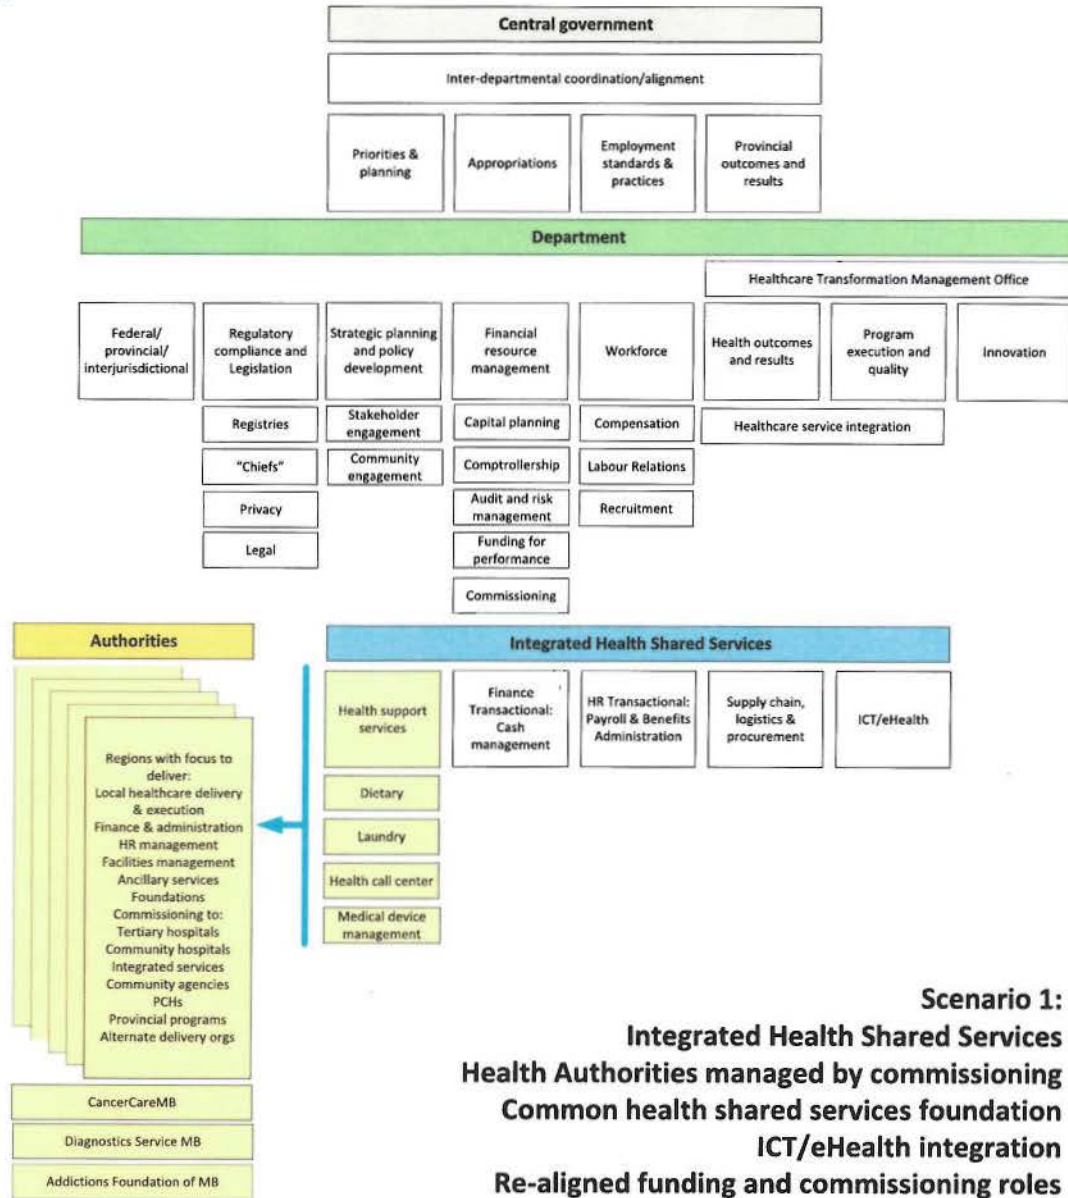 Central government
Inter-departmental coordination/alignment
Priorities &
planning
Appropriations
Employment
standards &
practices
Provincial
outcomes and
results
Department
Healthcare Transformation Management Office
Federal/
provincial/
interjurisdictional
Regulatory
compliance and
Legislation
Strategic planning
and policy
development
Financial
resource
management
Workforce
Health outcomes
and results
Program
execution and
quality
Innovation
Registries
"Chiefs"
Privacy
Legal
Stakeholder
engagement
Community
engagement
Capital planning
Comptrollership
Audit and risk
management
Funding for
performance
Commissioning
Compensation
Labour Relations
Recruitment
Healthcare service integration
Authorities
Regions with focus to
deliver:
Local healthcare delivery
& execution
Finance & administration
HR management
Facilities management
Ancillary services
Foundations
Commissioning to:
Tertiary hospitals
Community hospitals
Integrated services
Community agencies
PCHs
Provincial programs
Alternate delivery orgs
CancerCareMB
Diagnostics Service MB
Addictions Foundation of MB
Integrated Health Shared Services
Health support
services
Dietary
Laundry
Health call center
Medical device
management
Finance
Transactional:
Cash
management
HR Transactional:
Payroll & Benefits
Administration
Supply chain,
logistics &
procurement
ICT/eHealth
Scenario 1:
Integrated Health Shared Services
Health Authorities managed by commissioning
Common health shared services foundation
ICT/eHealth integration
Re-aligned funding and commissioning roles